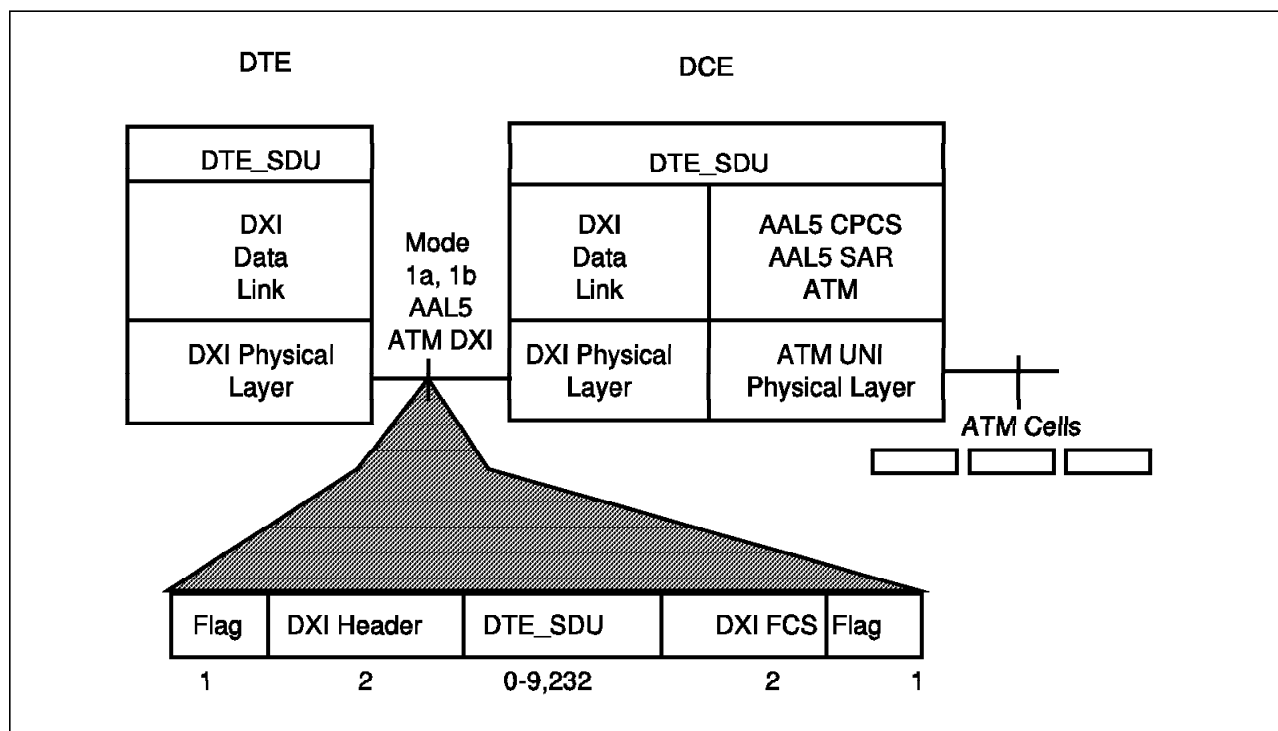 DTE
DCE
DTE_SDU
DXI
Data
Link
DXI Physical
Layer
Mode
1a, 1b
AAL5
ATM DXI
DTE_SDU
DXI
Data
Link
AAL5 CPCS
AAL5 SAR
ATM
DXI Physical
Layer
ATM UNI
Physical Layer
ATM Cells
Flag DXI Header DTE_SDU DXI FCS Flag
1 2 0-9,232 2 1